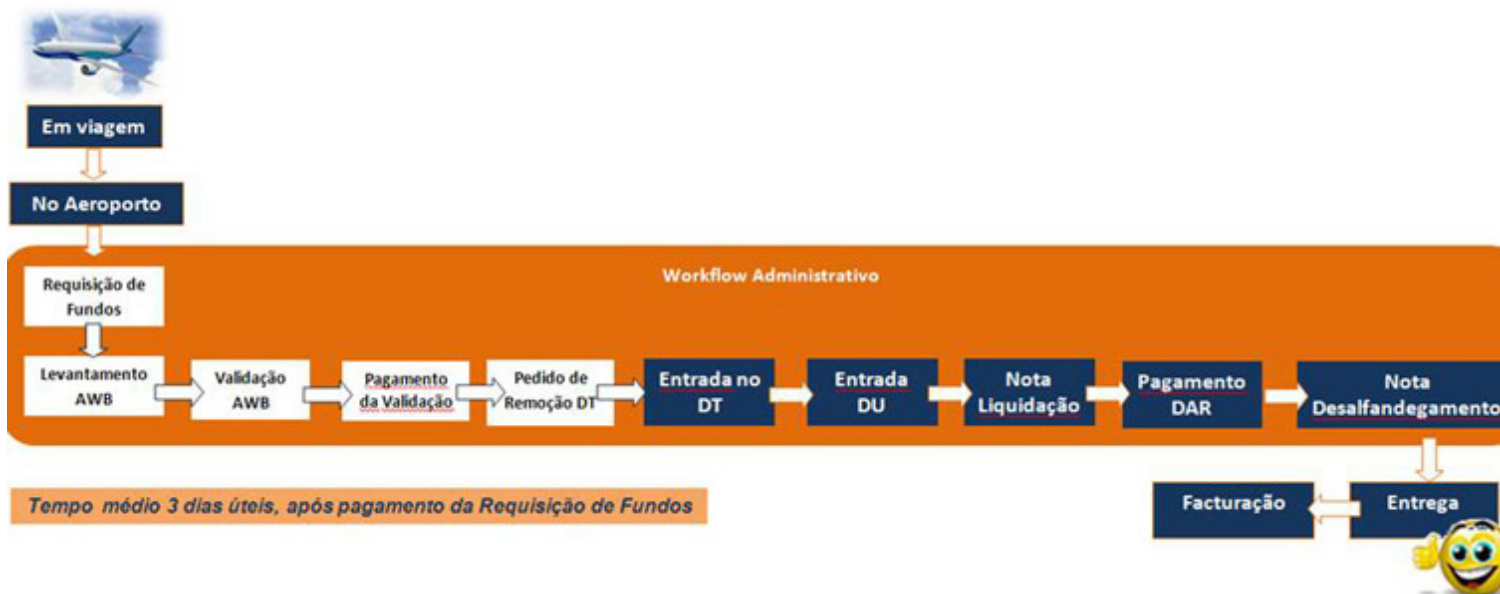 Em viagem
No Aeroporto
Workflow Administrativo
Requisição de
Fundos
Levantamento
AWB
Validação
AWB
Pagamento
da Validação
Pedido de
Remoção DT
Entrada no
DT
Entrada
DU
Nota
Liquidação
Pagamento
DAR
Nota
Desalfandegamento
Tempo médio 3 dias úteis, após pagamento da Requisição de Fundos
Facturação
Entrega